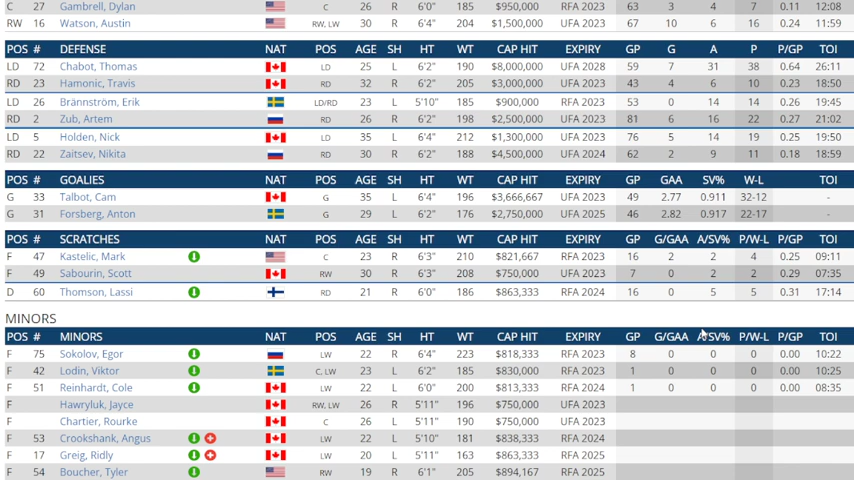 C 27 Gambrell, Dylan C 26 R 6'0" 185 $950,000 RFA 2023 63 3 4 7 0.11 12:08
RW 16 Watson, Austin RW, LW 30 R 6'4" 204 $1,500,000 UFA 2023 67 10 6 16 0.24 11:59
POS # DEFENSE NAT POS AGE SH HT WT CAP HIT EXPIRY GP G A P P/GP TOI
LD 72 Chabot, Thomas LD 25 L 6'2" 190 $8,000,000 UFA 2028 59 7 31 38 0.64 26:11
RD 23 Hamonic, Travis RD 32 R 6'2" 205 $3,000,000 UFA 2023 43 4 6 10 0.23 18:50
LD 26 Brännström, Erik LD/RD 23 L 5'10" 185 $900,000 RFA 2023 53 0 14 14 0.26 19:45
RD 2 Zub, Artem RD 26 R 6'2" 198 $2,500,000 UFA 2023 81 6 16 22 0.27 21:02
LD 5 Holden, Nick LD 35 L 6'4" 212 $1,300,000 UFA 2023 76 5 14 19 0.25 19:50
RD 22 Zaitsev, Nikita RD 30 R 6'2" 188 $4,500,000 UFA 2024 62 2 9 11 0.18 18:59
POS # GOALIES NAT POS AGE SH HT WT CAP HIT EXPIRY GP GAA SV% W-L TOI
G 33 Talbot, Cam G 35 L 6'4" 196 $3,666,667 UFA 2023 49 2.77 0.911 32-12 -
G 31 Forsberg, Anton G 29 L 6'2" 176 $2,750,000 UFA 2025 46 2.82 0.917 22-17 -
POS # SCRATCHES NAT POS AGE SH HT WT CAP HIT EXPIRY GP G/GAA A/SV% P/W-L P/GP TOI
F 47 Kastelic, Mark C 23 R 6'3" 210 $821,667 RFA 2023 16 2 2 4 0.25 09:11
F 49 Sabourin, Scott RW 30 R 6'3" 208 $750,000 UFA 2023 7 0 2 2 0.29 07:35
D 60 Thomson, Lassi RD 21 R 6'0" 186 $863,333 RFA 2024 16 0 5 5 0.31 17:14
MINORS
POS # MINORS NAT POS AGE SH HT WT CAP HIT EXPIRY GP G/GAA A/SV% P/W-L P/GP TOI
F 75 Sokolov, Egor LW 22 R 6'4" 223 $818,333 RFA 2023 8 0 0 0 0.00 10:22
F 42 Lodin, Viktor C, LW 23 L 6'2" 185 $830,000 RFA 2023 1 0 0 0 0.00 10:25
F 51 Reinhardt, Cole LW 22 L 6'0" 200 $813,333 RFA 2024 1 0 0 0 0.00 08:35
F Hawryluk, Jayce RW, LW 26 R 5'11" 196 $750,000 UFA 2023
F Chartier, Rourke C 26 L 5'11" 190 $750,000 UFA 2023
F 53 Crookshank, Angus LW 22 L 5'10" 181 $838,333 RFA 2024
F 17 Greig, Ridly LW 20 L 5'11" 163 $863,333 RFA 2025
F 54 Boucher, Tyler RW 19 R 6'1" 205 $894,167 RFA 2025